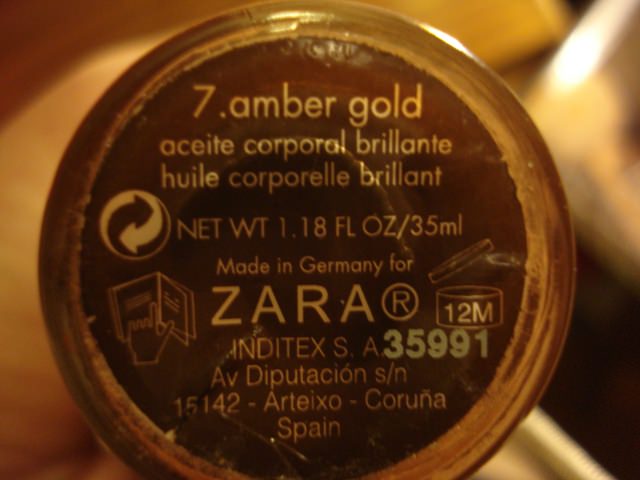 7.amber gold
aceite corporal brillante
huile corporelle brillant
NET WT 1.18 FL OZ/35ml
Made in Germany for
ZARA®
12M
INDITEX S. A.
35991
Av Diputación s/n
15142 - Arteixo - Coruña
Spain